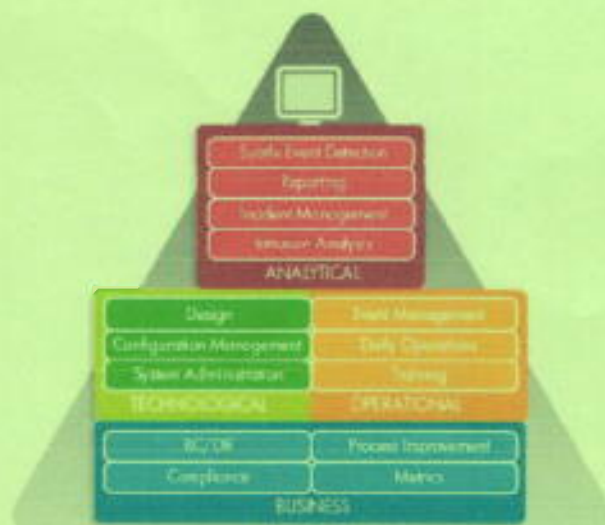 Subtle Event Detection
Reporting
Incident Management
Intrusion Analysis
ANALYTICAL
Design
Event Management
Configuration Management
Daily Operations
System Administration
Training
TECHNOLOGICAL
OPERATIONAL
BC/DR
Process Improvement
Compliance
Metrics
BUSINESS